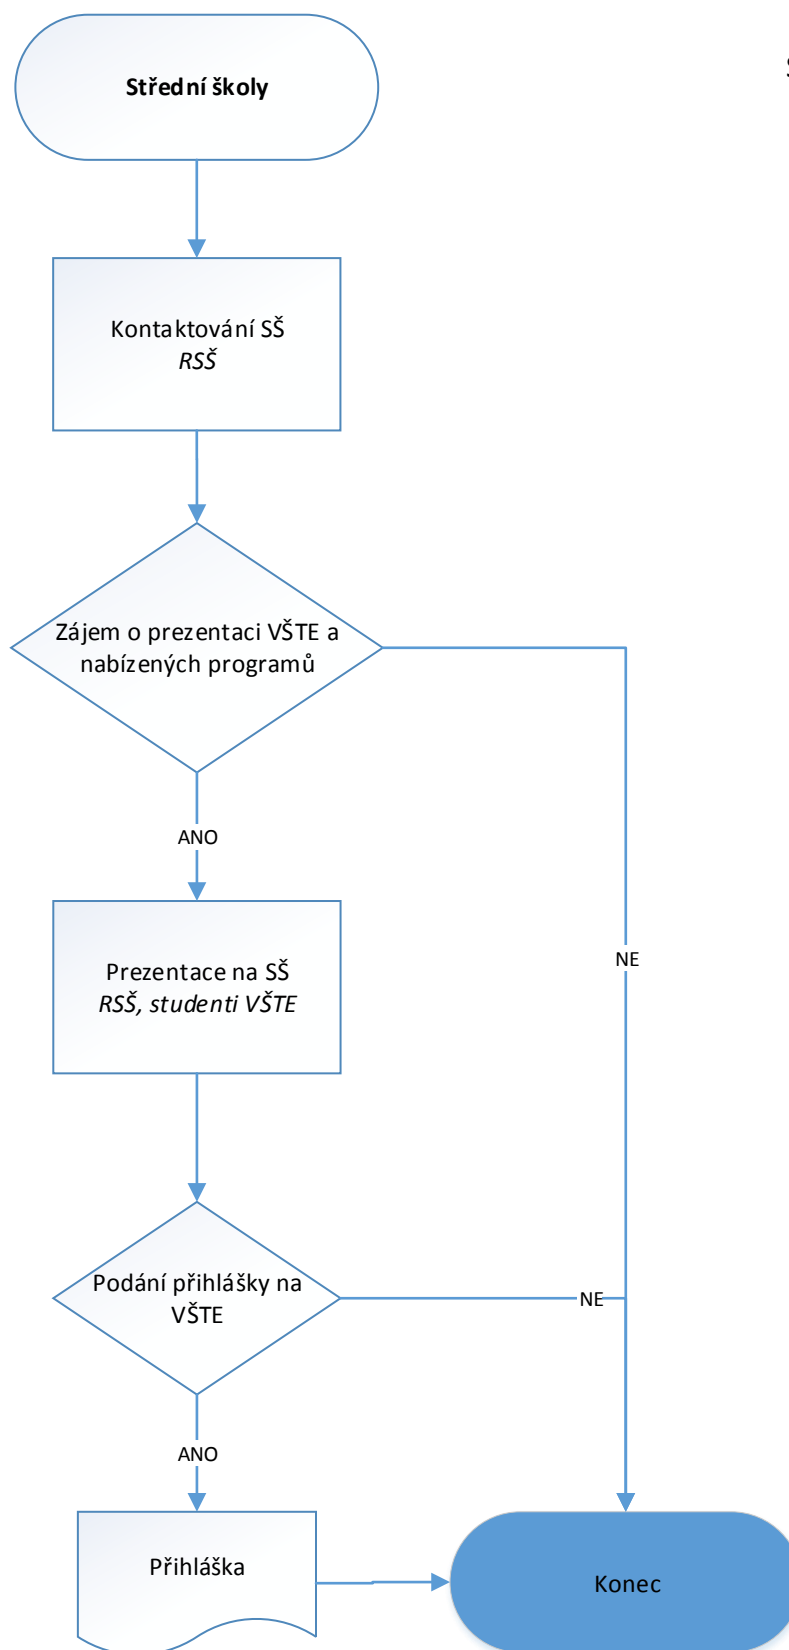 Střední školy
Kontaktování SŠ
RSŠ
Zájem o prezentaci VŠTE a
nabízených programů
ANO
Prezentace na SŠ
RSŠ, studenti VŠTE
NE
Podání přihlášky na
VŠTE
NE
ANO
Přihláška
Konec